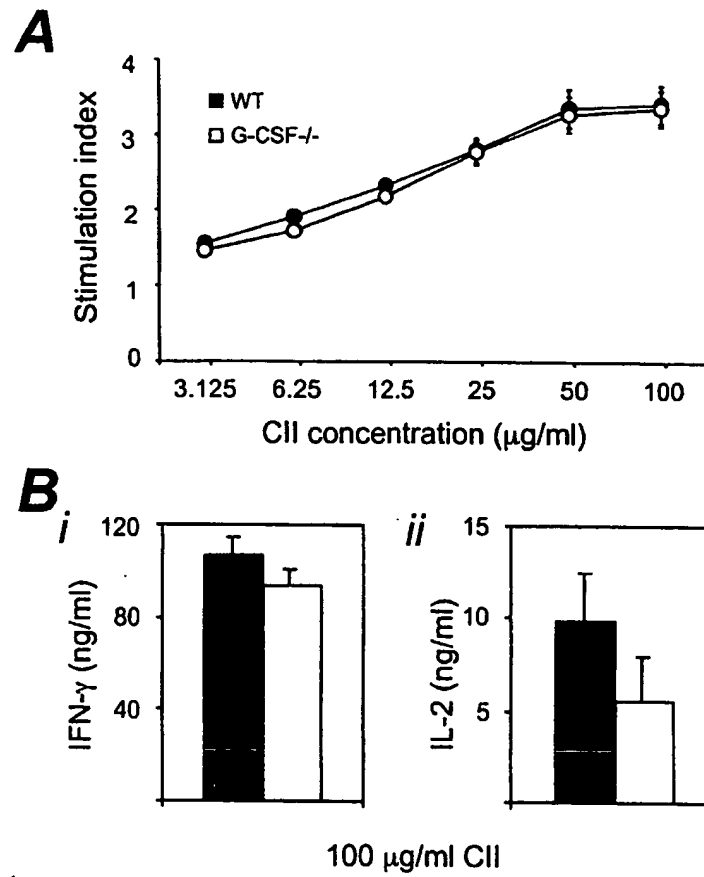 A
Stimulation index
4
3
2
1
0
WT
G-CSF-/-
3.125 6.25 12.5 25 50 100
CII concentration (μg/ml)
B
i
IFN-γ (ng/ml)
120
80
40
ii
IL-2 (ng/ml)
15
10
5
100 μg/ml CII